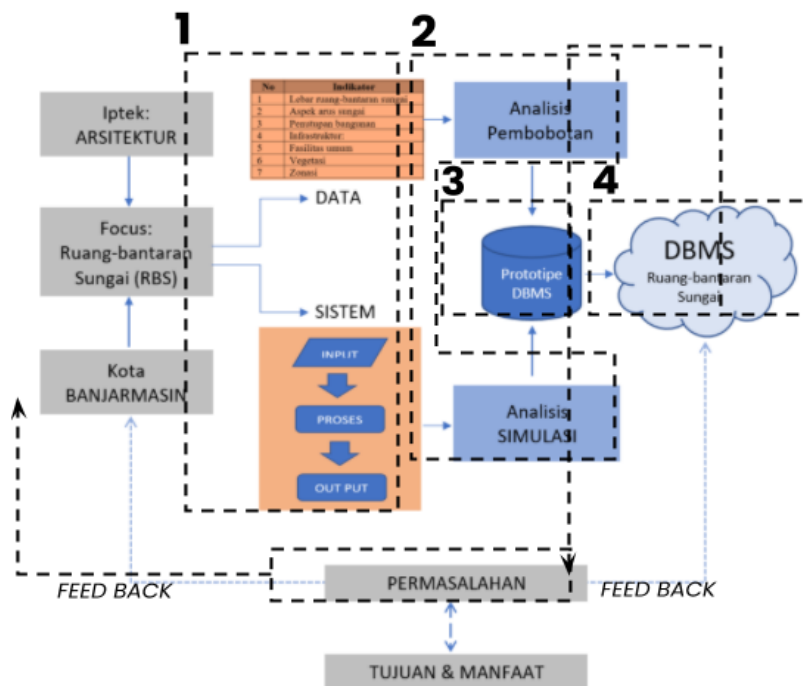 1
2
No Indikator
1 Lebar ruang-bantaran sungai
2 Aspek arus sungai
3 Penutupan bangunan
4 Infrastruktur:
5 Fasilitas umum
6 Vegetasi
7 Zonasi
Iptek:
ARSITEKTUR
Analisis
Pembobotan
3
4
DATA
Focus:
Ruang-bantaran
Sungai (RBS)
Prototipe
DBMS
DBMS
Ruang-bantaran
Sungai
SISTEM
INPUT
Kota
BANJARMASIN
PROSES
Analisis
SIMULASI
OUT PUT
FEED BACK
PERMASALAHAN
FEED BACK
TUJUAN & MANFAAT